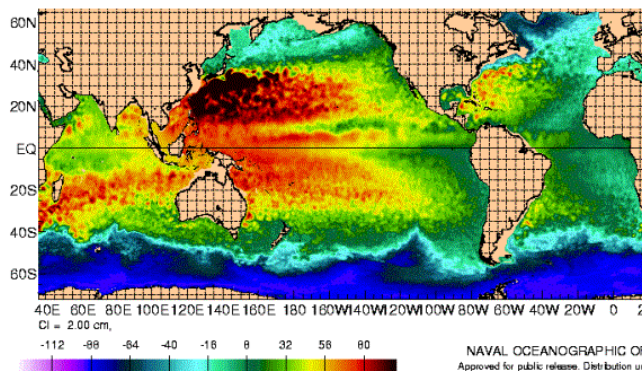 60N
40N
20N
EQ
20S
40S
60S
40E 60E 80E 100E 120E 140E 160E 180 160W 140W 120W 100W 80W 60W 40W 20W 0 2
CI = 2.00 cm,
-112 -88 -64 -40 -16 8 32 56 80
NAVAL OCEANOGRAPHIC O
Approved for public release. Distribution u